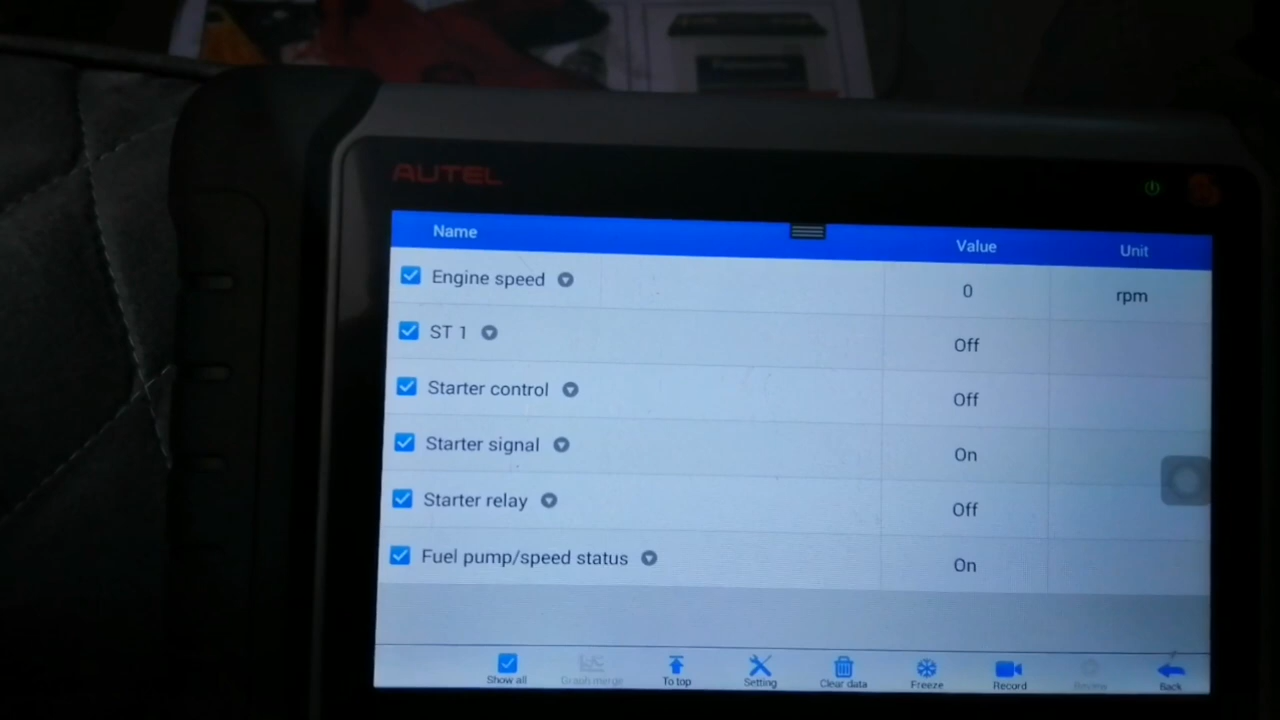 AUTEL
Name Value Unit
Engine speed 0 rpm
ST 1 Off
Starter control Off
Starter signal On
Starter relay Off
Fuel pump/speed status On
Show all Graph merge To top Setting Clear data Freeze Record Back